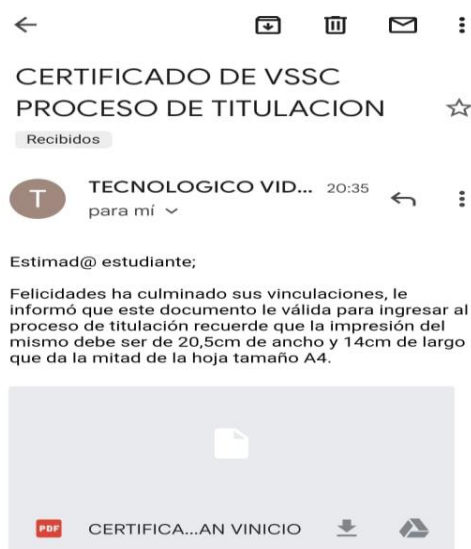 CERTIFICADO DE VSSC
PROCESO DE TITULACION
Recibidos
T
TECNOLOGICO VID... 20:35
para mí
Estimad@ estudiante;
Felicidades ha culminado sus vinculaciones, le
informó que este documento le válida para ingresar al
proceso de titulación recuerde que la impresión del
mismo debe ser de 20,5cm de ancho y 14cm de largo
que da la mitad de la hoja tamaño A4.
PDF CERTIFICA...AN VINICIO